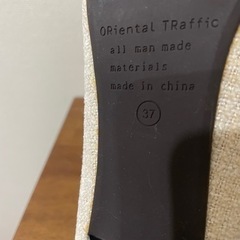 ORiental TRaffic
all man made
materials
made in china
37